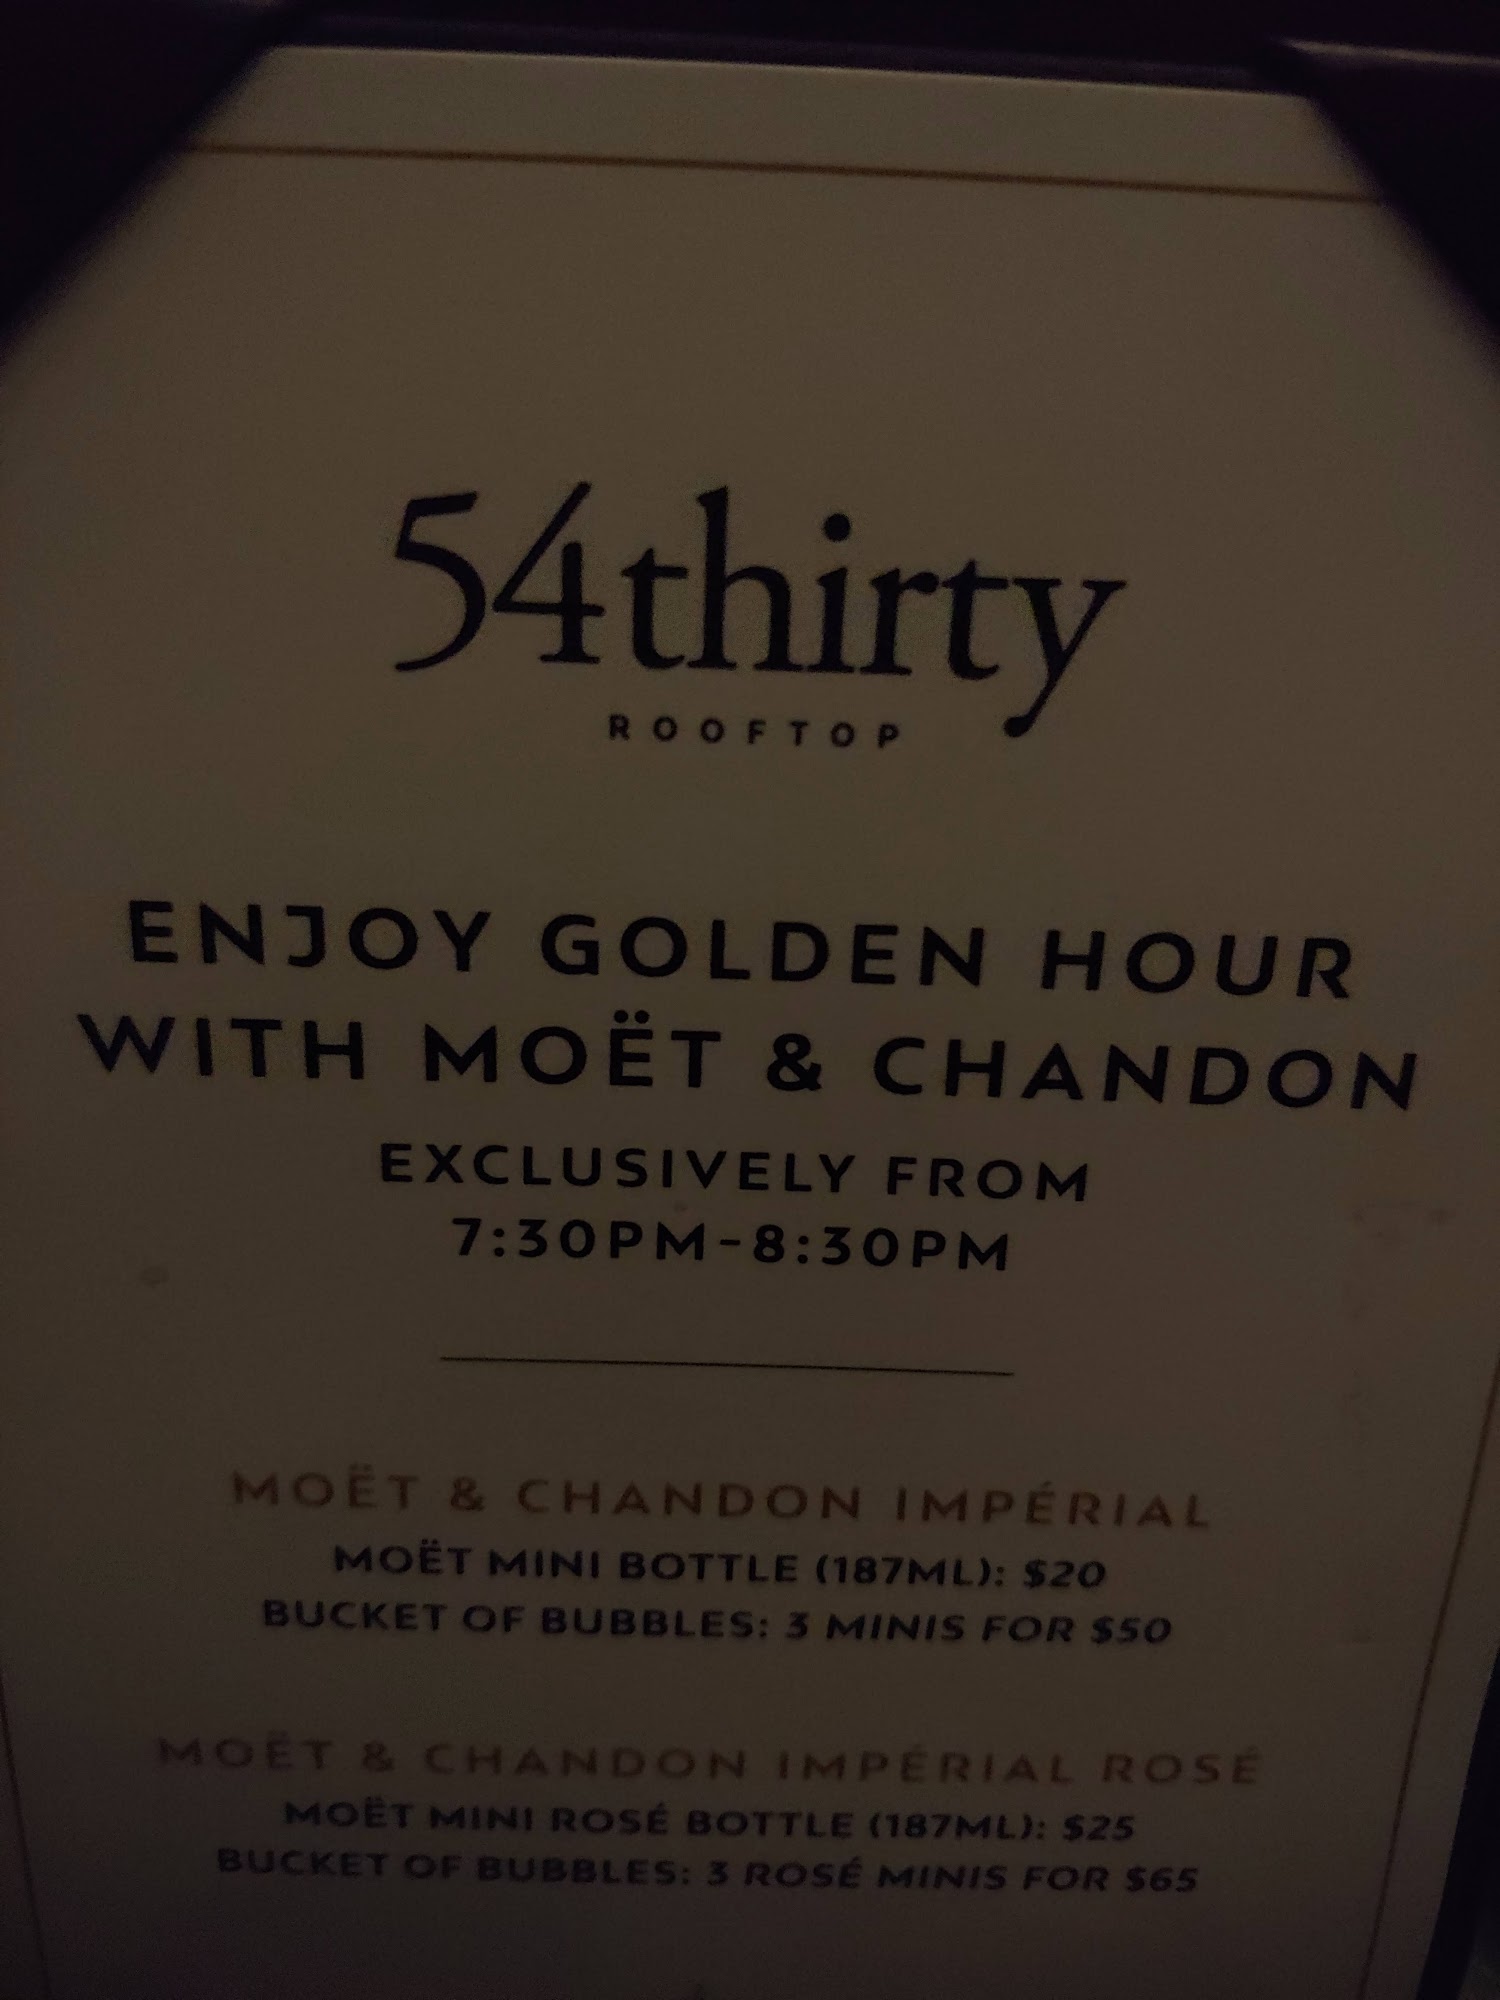 54thirty
ROOFTOP
ENJOY GOLDEN HOUR
WITH MOËT & CHANDON
EXCLUSIVELY FROM
7:30PM-8:30PM
MOËT & CHANDON IMPÉRIAL
MOËT MINI BOTTLE (187ML): $20
BUCKET OF BUBBLES: 3 MINIS FOR $50
MOËT & CHANDON IMPÉRIAL ROSÉ
MOËT MINI ROSÉ BOTTLE (187ML): $25
BUCKET OF BUBBLES: 3 ROSÉ MINIS FOR $65